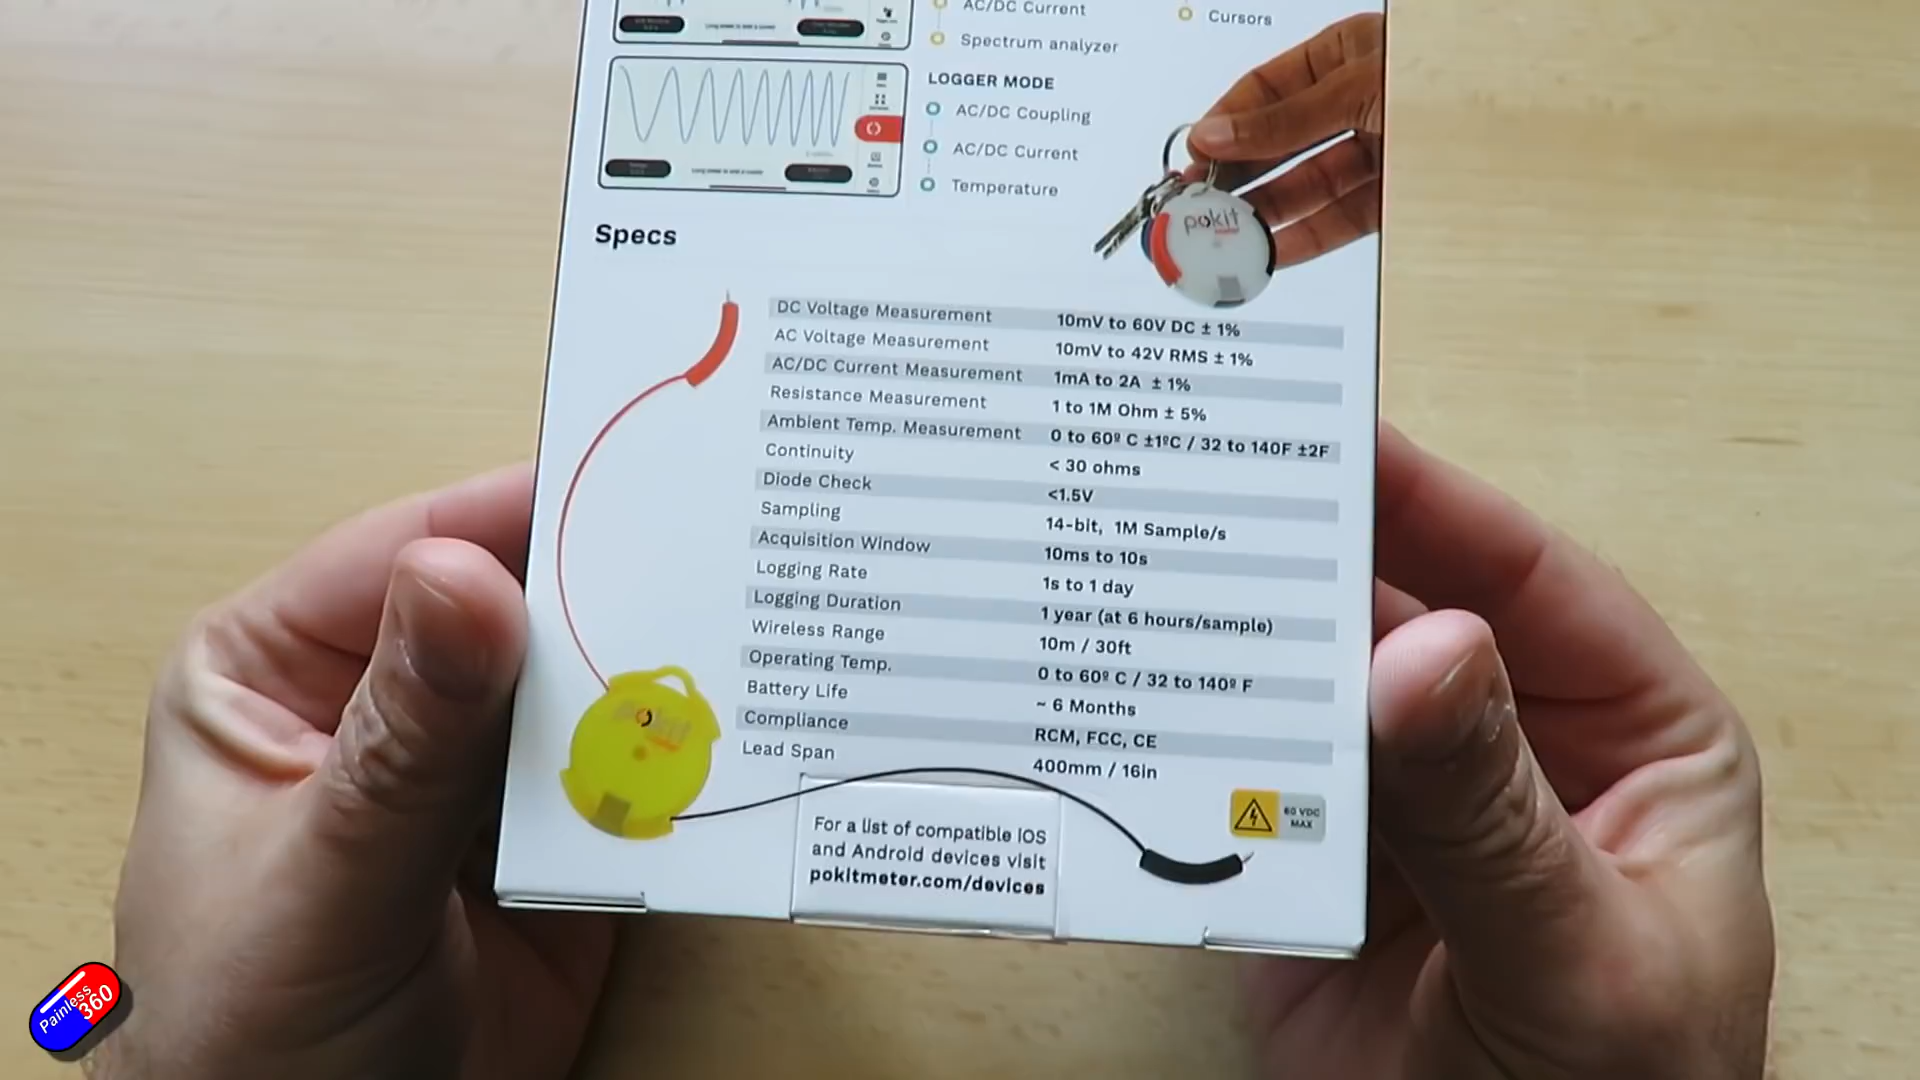 AC/DC Current
Cursors
Spectrum analyzer
LOGGER MODE
AC/DC Coupling
AC/DC Current
Temperature
pokit
meter
Specs
DC Voltage Measurement 10mV to 60V DC ± 1%
AC Voltage Measurement 10mV to 42V RMS ± 1%
AC/DC Current Measurement 1mA to 2A ± 1%
Resistance Measurement 1 to 1M Ohm ± 5%
Ambient Temp. Measurement 0 to 60º C ±1ºC / 32 to 140F ±2F
Continuity < 30 ohms
Diode Check <1.5V
Sampling 14-bit, 1M Sample/s
Acquisition Window 10ms to 10s
Logging Rate 1s to 1 day
Logging Duration 1 year (at 6 hours/sample)
Wireless Range 10m / 30ft
Operating Temp. 0 to 60º C / 32 to 140º F
Battery Life ~ 6 Months
Compliance RCM, FCC, CE
Lead Span 400mm / 16in
pokit
60 VDC
MAX
For a list of compatible IOS
and Android devices visit
pokitmeter.com/devices
Painless
360